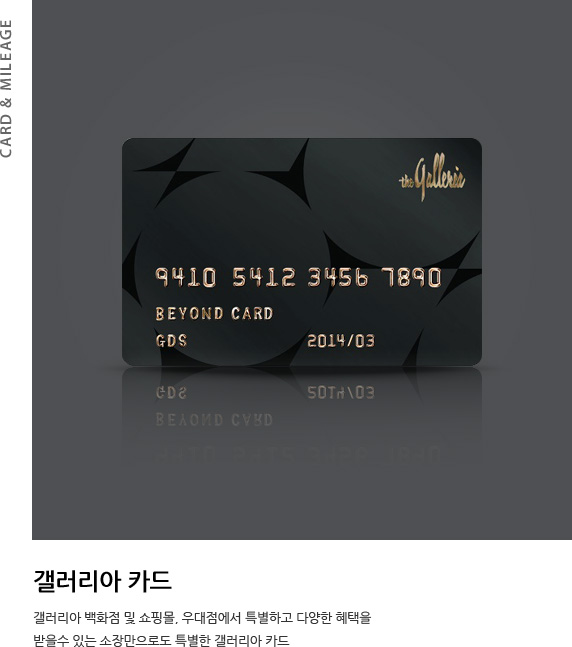 CARD & MILEAGE
the Galleria
9410 5412 3456 7890
BEYOND CARD
GDS 2014/03
갤러리아 카드
갤러리아 백화점 및 쇼핑몰, 우대점에서 특별하고 다양한 혜택을
받을수 있는 소장만으로도 특별한 갤러리아 카드